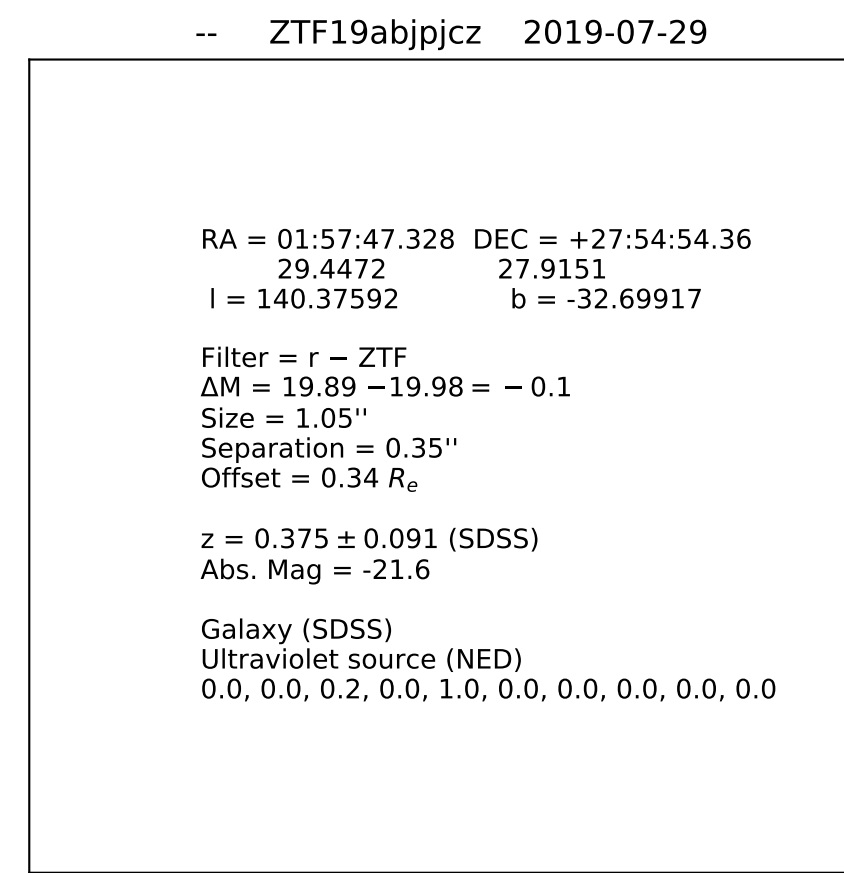 -- ZTF19abjpjcz 2019-07-29
RA = 01:57:47.328 DEC = +27:54:54.36
29.4472 27.9151
l = 140.37592 b = -32.69917
Filter = r − ZTF
ΔM = 19.89 −19.98 = − 0.1
Size = 1.05''
Separation = 0.35''
Offset = 0.34 Rₑ
z = 0.375 ± 0.091 (SDSS)
Abs. Mag = -21.6
Galaxy (SDSS)
Ultraviolet source (NED)
0.0, 0.0, 0.2, 0.0, 1.0, 0.0, 0.0, 0.0, 0.0, 0.0